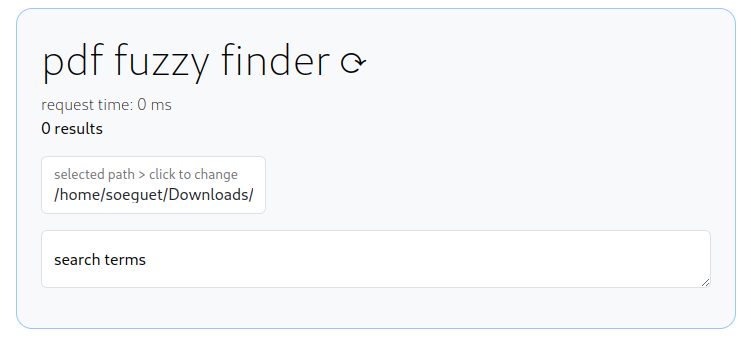 pdf fuzzy finder ⟳
request time: 0 ms
0 results
selected path > click to change
/home/soeguet/Downloads/
search terms